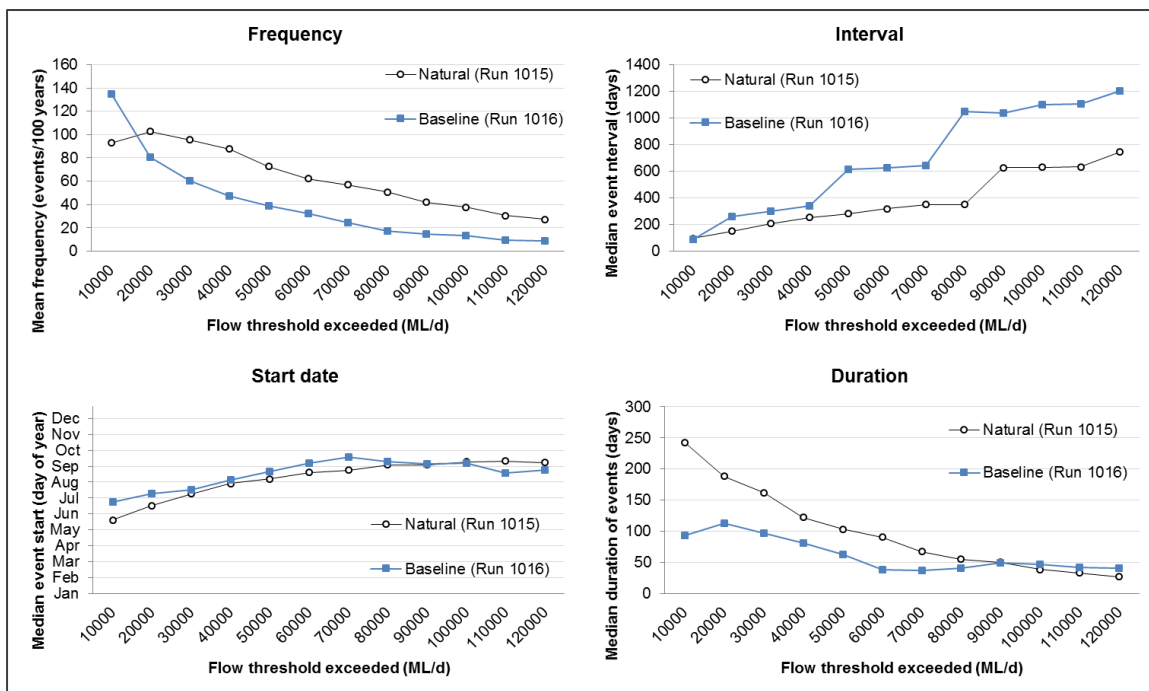 Frequency
Mean frequency (events/100 years)
160
140
120
100
80
60
40
20
0
Natural (Run 1015)
Baseline (Run 1016)
10000
20000
30000
40000
50000
60000
70000
80000
90000
100000
110000
120000
Flow threshold exceeded (ML/d)
Interval
Median event nterval (days)
1400
1200
1000
800
600
400
200
0
Natural (Run 1015)
Baseline (Run 1016)
10000
20000
30000
40000
50000
60000
70000
80000
90000
100000
110000
120000
Flow threshold exceeded (ML/d)
Start date
Median event start (day of year)
Dec
Nov
Oct
Sep
Aug
Jul
Jun
May
Apr
Mar
Feb
Jan
Natural (Run 1015)
Baseline (Run 1016)
10000
20000
30000
40000
50000
60000
70000
80000
90000
100000
110000
120000
Flow threshold exceeded (ML/d)
Duration
Median duration of events (days)
300
250
200
150
100
50
0
Natural (Run 1015)
Baseline (Run 1016)
10000
20000
30000
40000
50000
60000
70000
80000
90000
100000
110000
120000
Flow threshold exceeded (ML/d)